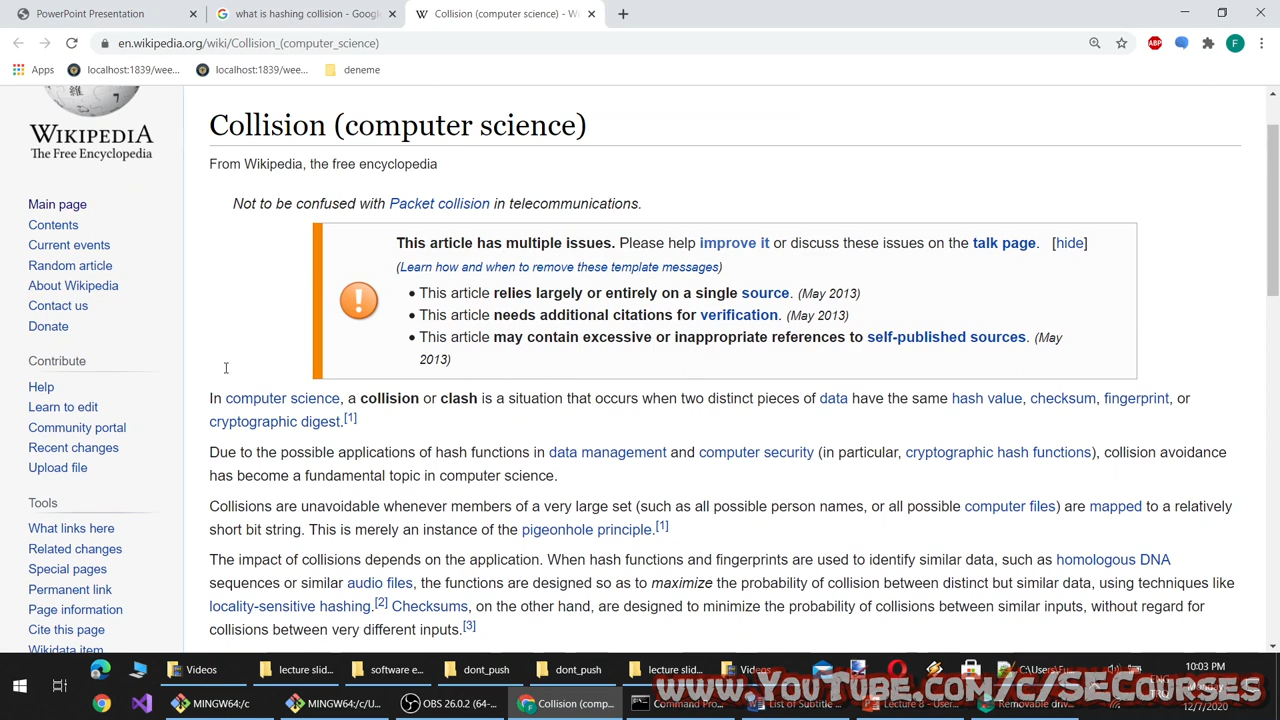 PowerPoint Presentation
what is hashing collision - Google
Collision (computer science) - Wi
en.wikipedia.org/wiki/Collision_(computer_science)
ABP
F
Apps
localhost:1839/wee...
localhost:1839/wee...
deneme
WIKIPEDIA
The Free Encyclopedia
Main page
Contents
Current events
Random article
About Wikipedia
Contact us
Donate
Contribute
Help
Learn to edit
Community portal
Recent changes
Upload file
Tools
What links here
Related changes
Special pages
Permanent link
Page information
Cite this page
Wikidata item
Collision (computer science)
From Wikipedia, the free encyclopedia
Not to be confused with Packet collision in telecommunications.
This article has multiple issues. Please help improve it or discuss these issues on the talk page. [hide]
(Learn how and when to remove these template messages)
• This article relies largely or entirely on a single source. (May 2013)
• This article needs additional citations for verification. (May 2013)
• This article may contain excessive or inappropriate references to self-published sources. (May
2013)
In computer science, a collision or clash is a situation that occurs when two distinct pieces of data have the same hash value, checksum, fingerprint, or
cryptographic digest.[1]
Due to the possible applications of hash functions in data management and computer security (in particular, cryptographic hash functions), collision avoidance
has become a fundamental topic in computer science.
Collisions are unavoidable whenever members of a very large set (such as all possible person names, or all possible computer files) are mapped to a relatively
short bit string. This is merely an instance of the pigeonhole principle.[1]
The impact of collisions depends on the application. When hash functions and fingerprints are used to identify similar data, such as homologous DNA
sequences or similar audio files, the functions are designed so as to maximize the probability of collision between distinct but similar data, using techniques like
locality-sensitive hashing.[2] Checksums, on the other hand, are designed to minimize the probability of collisions between similar inputs, without regard for
collisions between very different inputs.[3]
Videos
lecture slid...
software e...
dont_push
dont_push
lecture slid...
Videos
10:03 PM
MINGW64:/c
MINGW64:/c/U...
OBS 26.0.2 (64-...
Collision (comp...
Command Pro...
List of Subtitle
Lecture 8 - User...
Removable driv...
ENG
TRQ
Monday
12/7/2020
www.YouTube.com/c/SECourses